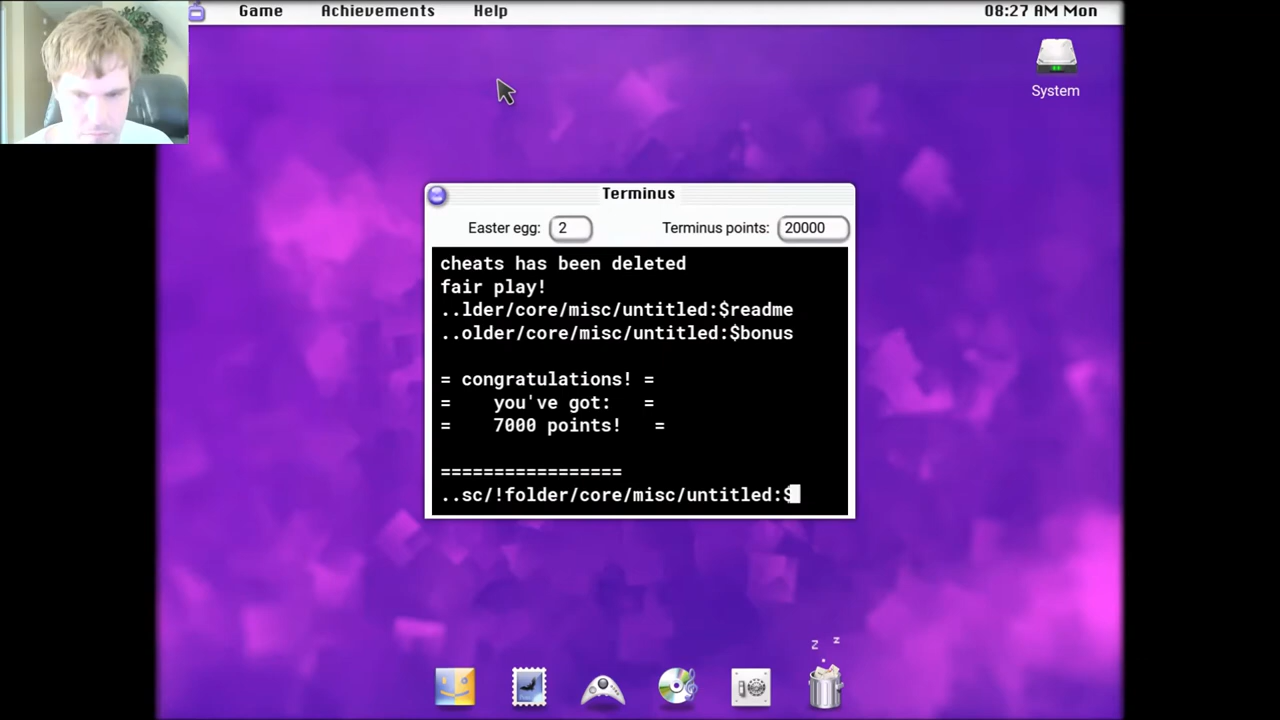 Game Achievements Help 08:27 AM Mon
System
Terminus
Easter egg: 2 Terminus points: 20000
cheats has been deleted
fair play!
..lder/core/misc/untitled:$readme
..older/core/misc/untitled:$bonus
= congratulations! =
= you've got: =
= 7000 points! =
=================
..sc/!folder/core/misc/untitled:$
z z